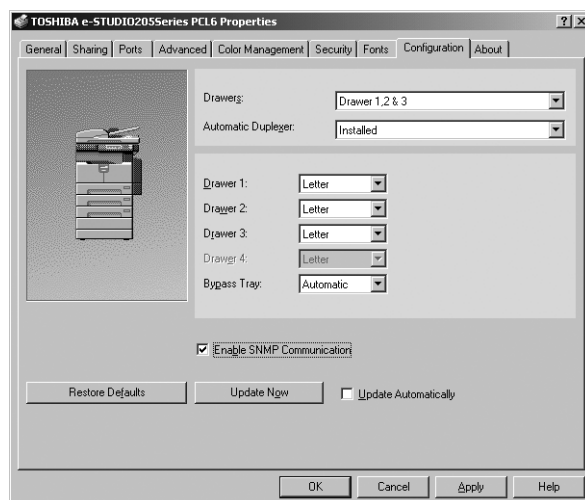 TOSHIBA e-STUDIO205Series PCL6 Properties
General Sharing Ports Advanced Color Management Security Fonts Configuration About
Drawers: Drawer 1,2 & 3
Automatic Duplexer: Installed
Drawer 1: Letter
Drawer 2: Letter
Drawer 3: Letter
Drawer 4: Letter
Bypass Tray: Automatic
Enable SNMP Communication
Restore Defaults Update Now Update Automatically
OK Cancel Apply Help